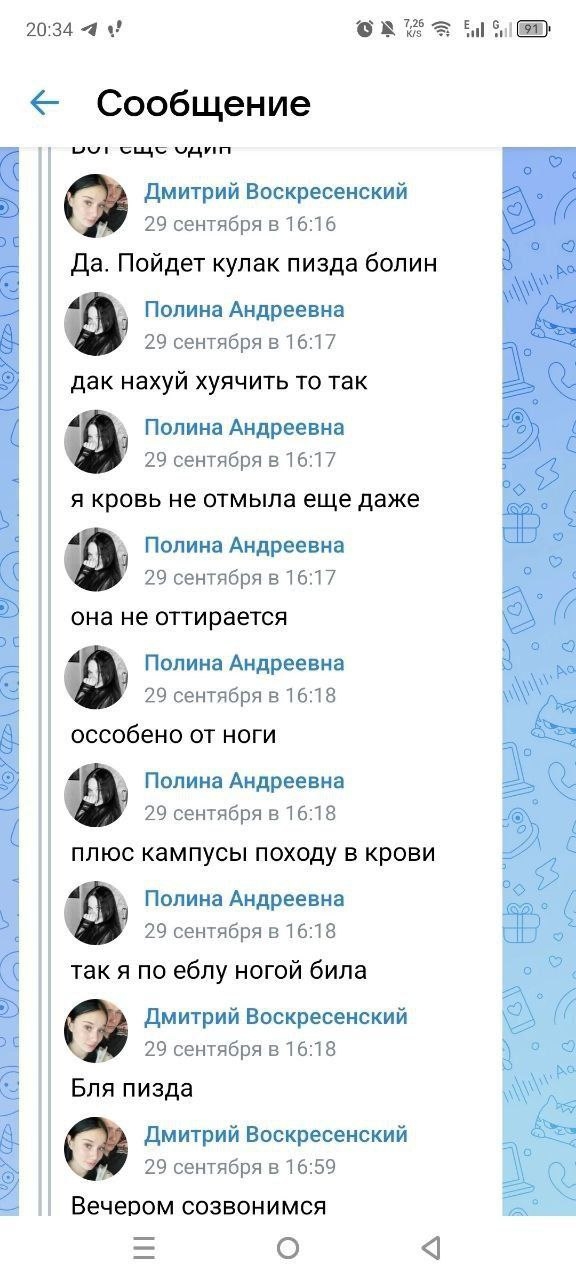 20:34
7,26
K/S
E
G
91
Сообщение
Вот еще один
Дмитрий Воскресенский
29 сентября в 16:16
Да. Пойдет кулак пизда болин
Полина Андреевна
29 сентября в 16:17
дак нахуй хуячить то так
Полина Андреевна
29 сентября в 16:17
я кровь не отмыла еще даже
Полина Андреевна
29 сентября в 16:17
она не оттирается
Полина Андреевна
29 сентября в 16:18
оссобено от ноги
Полина Андреевна
29 сентября в 16:18
плюс кампусы походу в крови
Полина Андреевна
29 сентября в 16:18
так я по еблу ногой била
Дмитрий Воскресенский
29 сентября в 16:18
Бля пизда
Дмитрий Воскресенский
29 сентября в 16:59
Вечером созвонимся